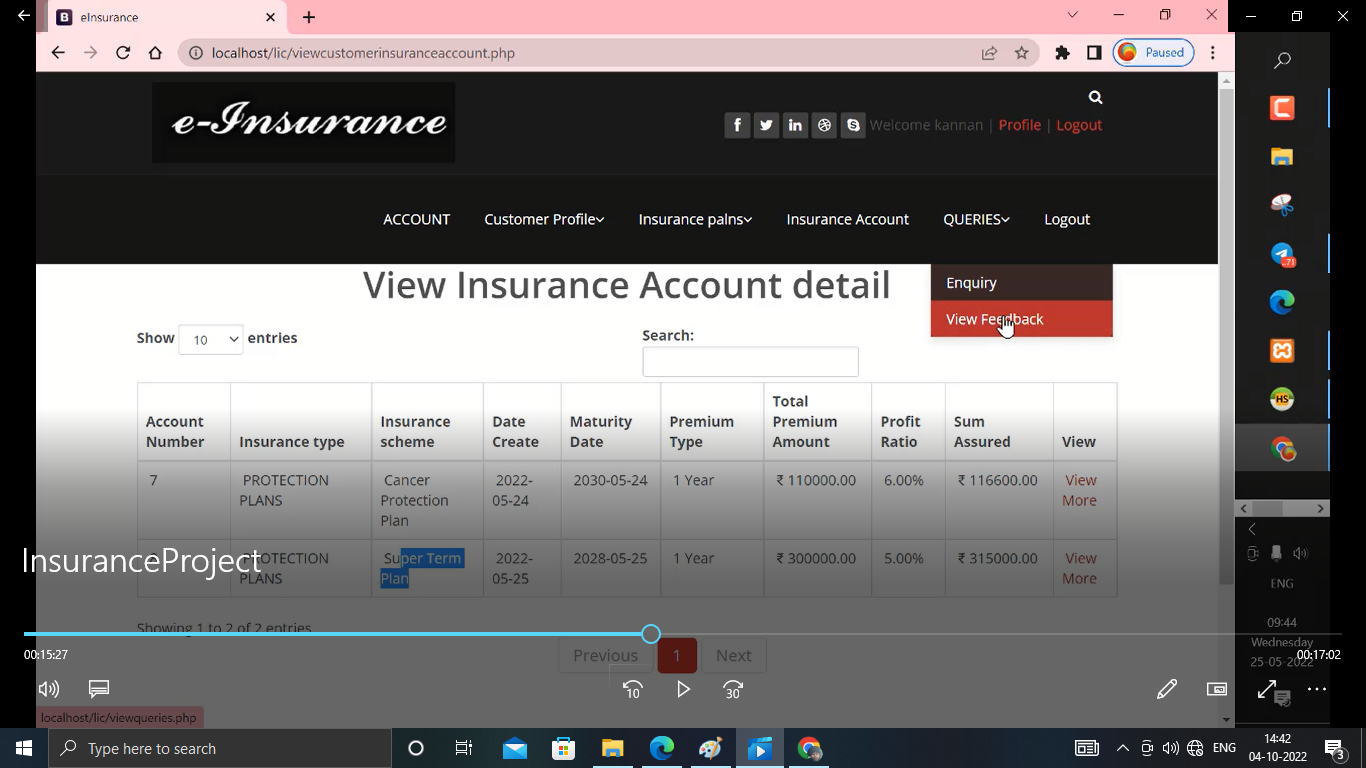 eInsurance
localhost/lic/viewcustomerinsuranceaccount.php
Paused
e-Insurance
Welcome kannan | Profile | Logout
ACCOUNT
Customer Profile
Insurance palns
Insurance Account
QUERIES
Logout
Enquiry
View Feedback
View Insurance Account detail
Show 10 entries
Search:
Account Number
Insurance type
Insurance scheme
Date Create
Maturity Date
Premium Type
Total Premium Amount
Profit Ratio
Sum Assured
View
7
PROTECTION PLANS
Cancer Protection Plan
2022-05-24
2030-05-24
1 Year
₹ 110000.00
6.00%
₹ 116600.00
View More
PROTECTION PLANS
Super Term Plan
2022-05-25
2028-05-25
1 Year
₹ 300000.00
5.00%
₹ 315000.00
View More
InsuranceProject
Showing 1 to 2 of 2 entries
Previous 1 Next
00:15:27
00:17:02
10
30
localhost/lic/viewqueries.php
..71
HS
ENG
09:44
Wednesday
25-05-2022
Type here to search
ENG
14:42
04-10-2022
3